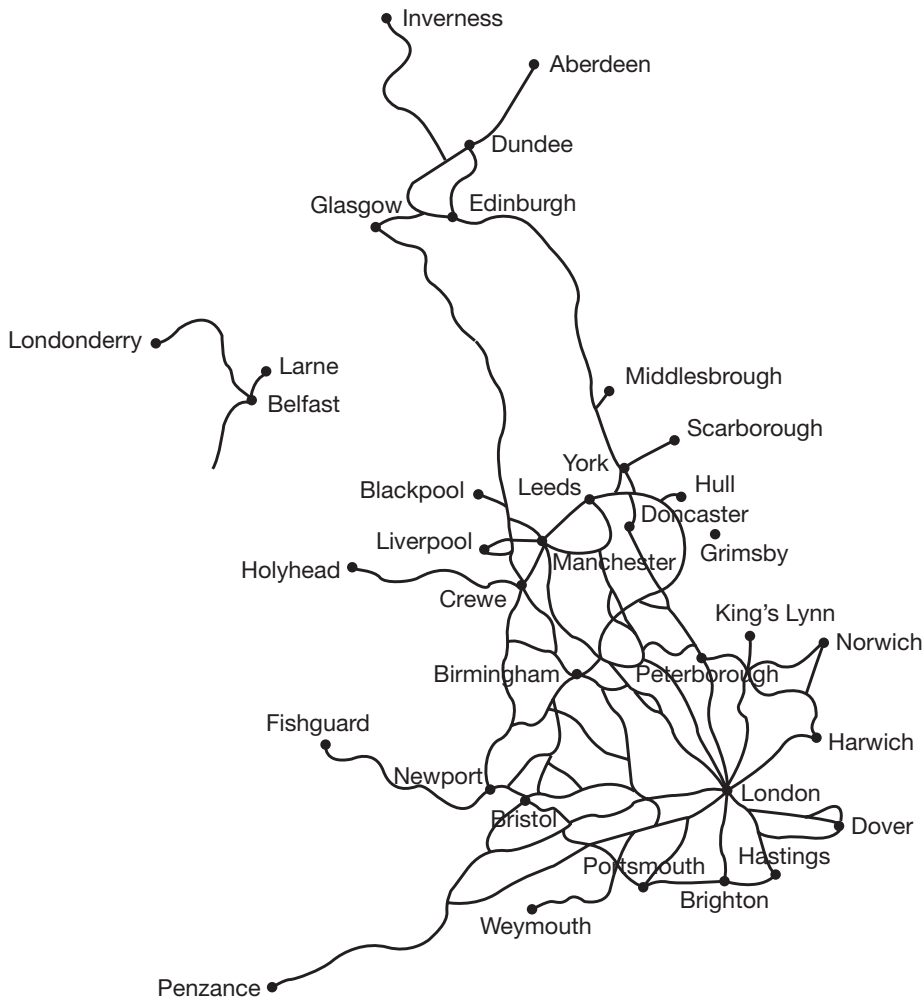 Inverness
Aberdeen
Dundee
Glasgow
Edinburgh
Londonderry
Larne
Belfast
Middlesbrough
Scarborough
York
Leeds
Hull
Blackpool
Doncaster
Liverpool
Manchester
Grimsby
Holyhead
Crewe
King's Lynn
Norwich
Birmingham
Peterborough
Fishguard
Harwich
Newport
London
Bristol
Dover
Portsmouth
Hastings
Brighton
Weymouth
Penzance